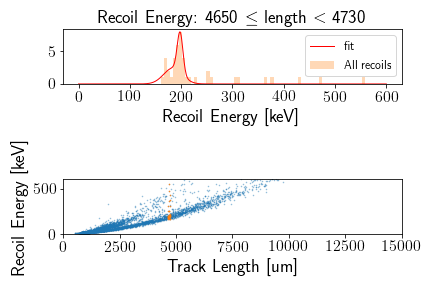 Recoil Energy: 4650 ≤ length < 4730
5
0
fit
All recoils
0 100 200 300 400 500 600
Recoil Energy [keV]
Recoil Energy [keV]
500
0
0 2500 5000 7500 10000 12500 15000
Track Length [um]